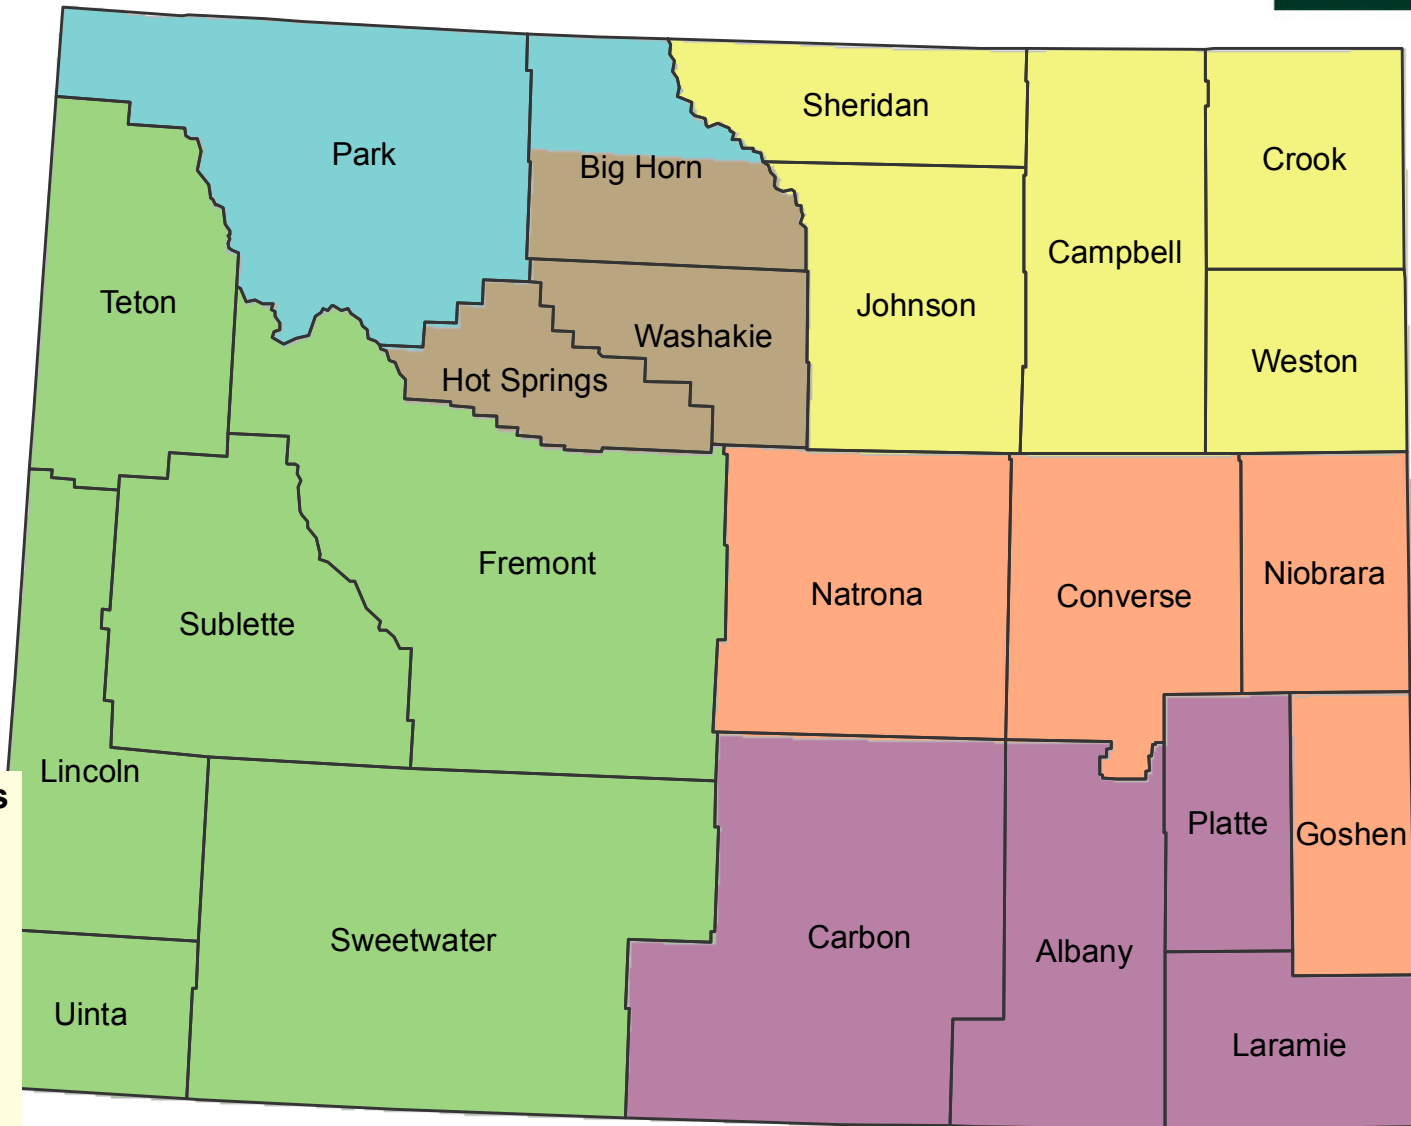 Sheridan
Park
Big Horn
Crook
Campbell
Teton
Johnson
Washakie
Weston
Hot Springs
Fremont
Niobrara
Natrona
Converse
Sublette
Lincoln
s
Platte
Goshen
Carbon
Sweetwater
Albany
Uinta
Laramie